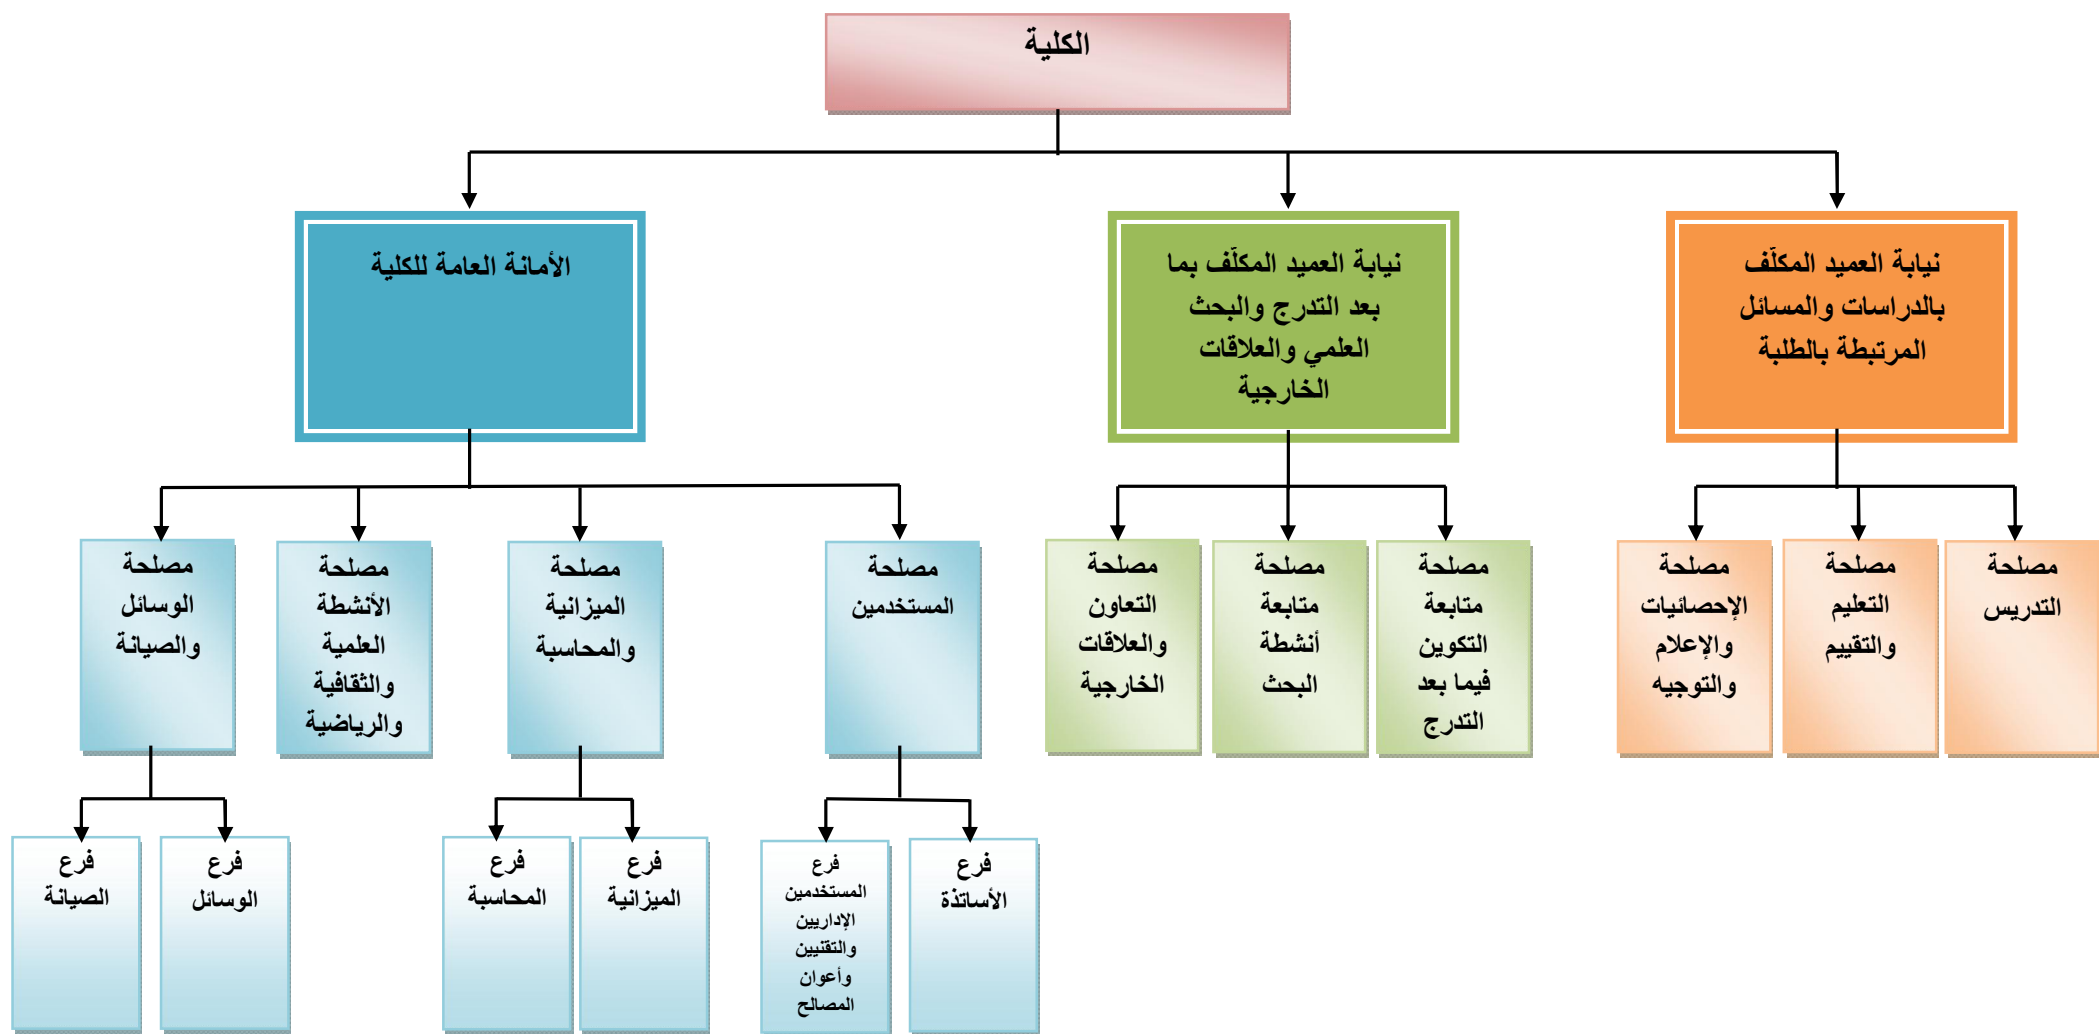 الكلية
نيابة العميد المكلّف
بالدراسات والمسائل
المرتبطة بالطلبة
نيابة العميد المكلّف بما
بعد التدرج والبحث
العلمي والعلاقات
الخارجية
الأمانة العامة للكلية
مصلحة
التدريس
مصلحة
التعليم
والتقييم
مصلحة
الإحصائيات
والإعلام
والتوجيه
مصلحة
متابعة
التكوين
فيما بعد
التدرج
مصلحة
متابعة
أنشطة
البحث
مصلحة
التعاون
والعلاقات
الخارجية
مصلحة
المستخدمين
مصلحة
الميزانية
والمحاسبة
مصلحة
الأنشطة
العلمية
والثقافية
والرياضية
مصلحة
الوسائل
والصيانة
فرع
الأساتذة
فرع
المستخدمين
الإداريين
والتقنيين
وأعوان
المصالح
فرع
الميزانية
فرع
المحاسبة
فرع
الوسائل
فرع
الصيانة